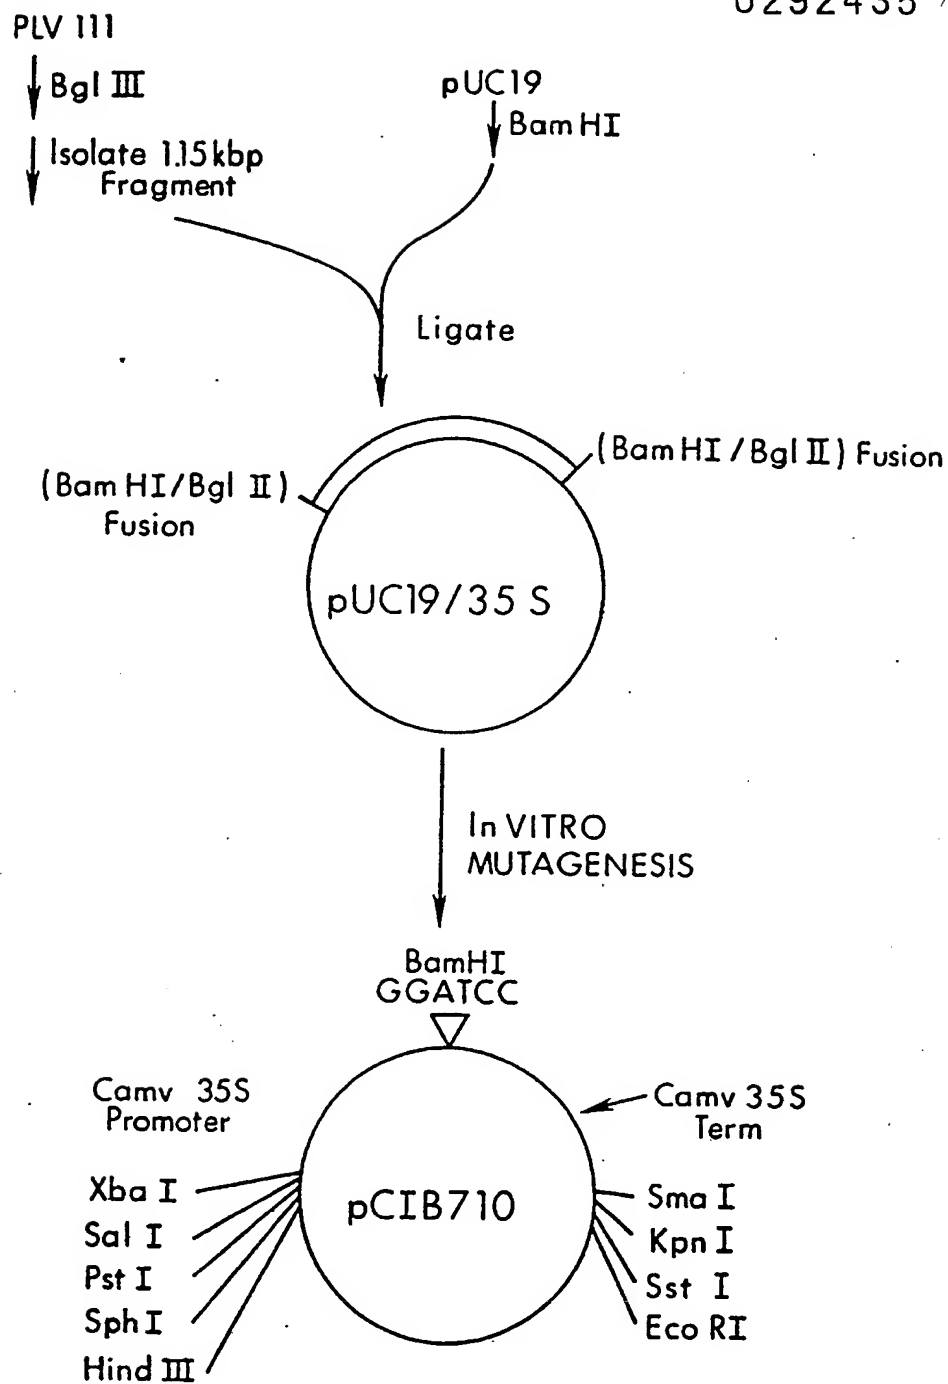 0292435
PLV 111
Bgl III
pUC19
Bam HI
Isolate 1.15kbp
Fragment
Ligate
(Bam HI/Bgl II)
Fusion
(Bam HI/Bgl II) Fusion
pUC19/35 S
In VITRO
MUTAGENESIS
BamHI
GGATCC
Camv 35S
Promoter
Camv 35S
Term
pCIB710
Xba I
Sal I
Pst I
Sph I
Hind III
Sma I
Kpn I
Sst I
Eco RI